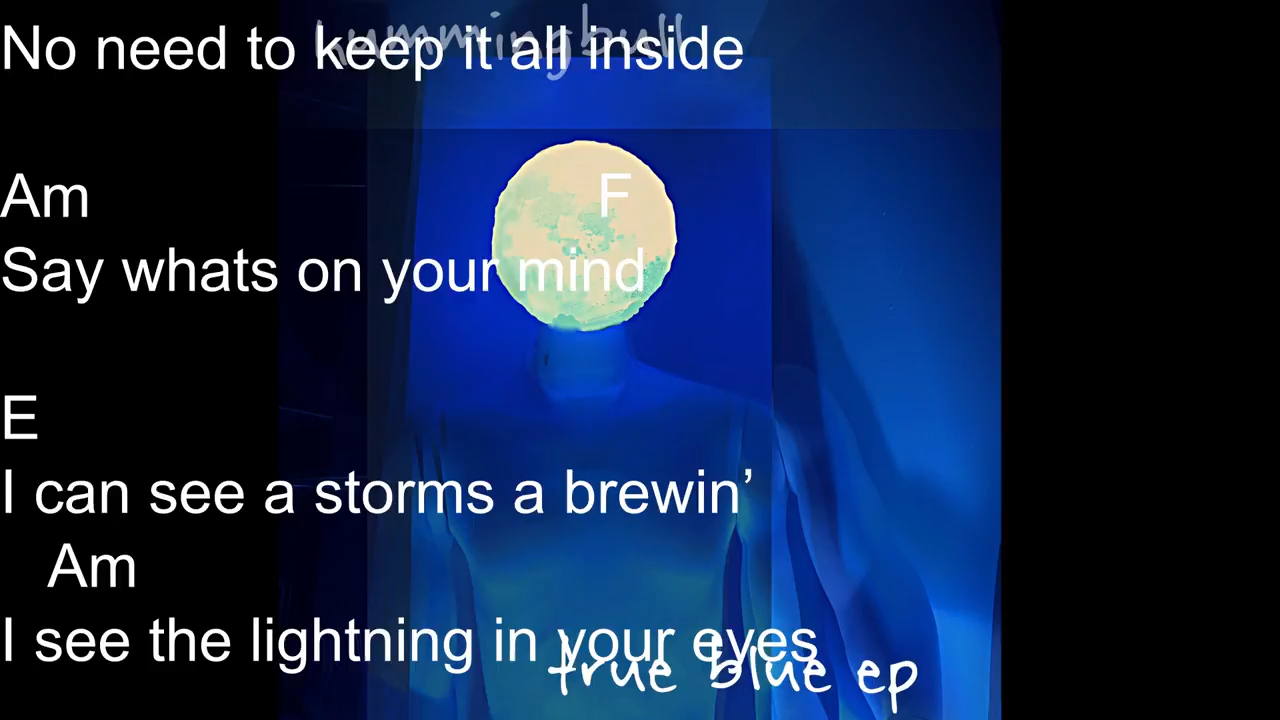 hummingbull
No need to keep it all inside
Am F
Say whats on your mind
E
I can see a storms a brewin’
Am
I see the lightning in your eyes
true blue ep